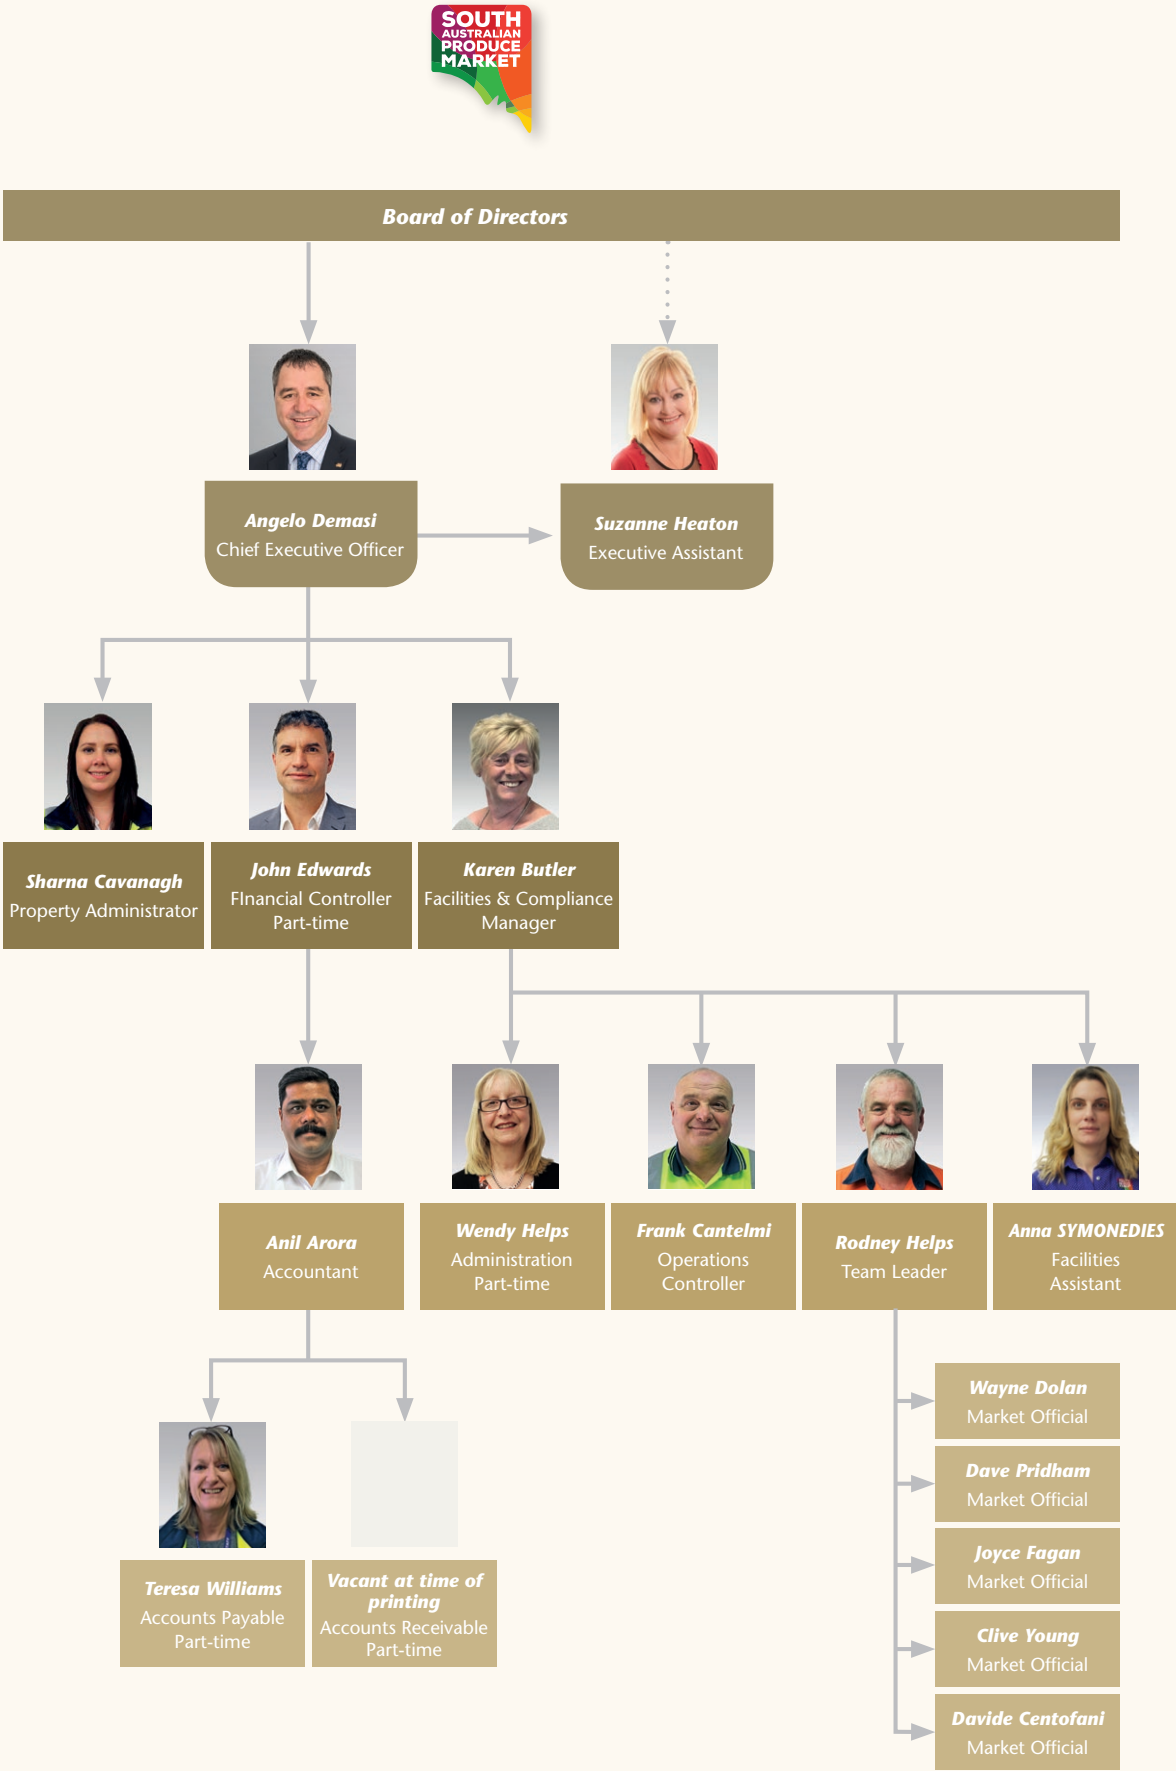 SOUTH
AUSTRALIAN
PRODUCE
MARKET
Board of Directors
Angelo Demasi
Chief Executive Officer
Suzanne Heaton
Executive Assistant
Sharna Cavanagh
Property Administrator
John Edwards
FInancial Controller
Part-time
Karen Butler
Facilities & Compliance
Manager
Anil Arora
Accountant
Wendy Helps
Administration
Part-time
Frank Cantelmi
Operations
Controller
Rodney Helps
Team Leader
Anna SYMONEDIES
Facilities
Assistant
Wayne Dolan
Market Official
Dave Pridham
Market Official
Joyce Fagan
Market Official
Clive Young
Market Official
Davide Centofani
Market Official
Teresa Williams
Accounts Payable
Part-time
Vacant at time of
printing
Accounts Receivable
Part-time